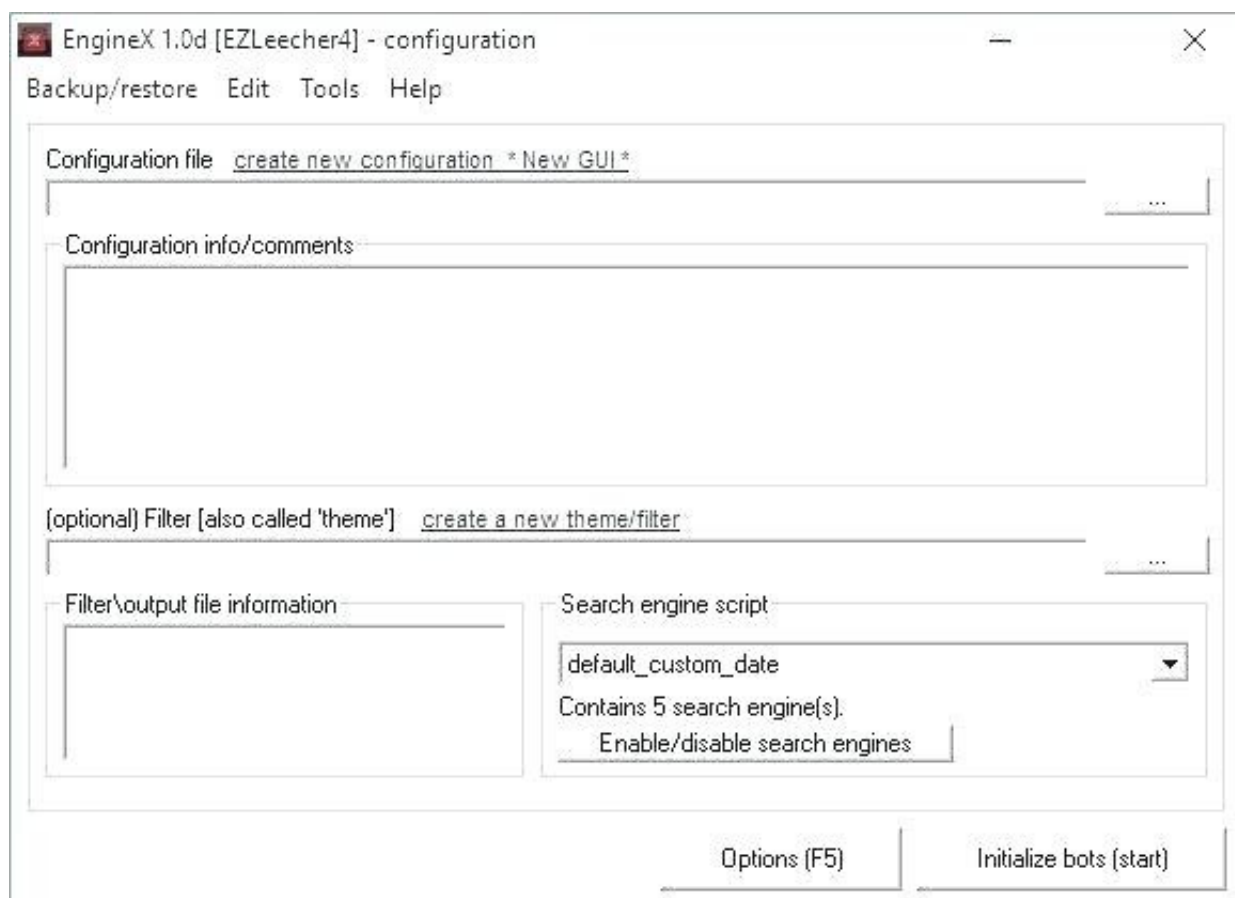 EngineX 1.0d [EZLeecher4] - configuration
Backup/restore Edit Tools Help
Configuration file create new configuration * New GUI *
...
Configuration info/comments
(optional) Filter [also called 'theme'] create a new theme/filter
...
Filter\output file information
Search engine script
default_custom_date
Contains 5 search engine(s).
Enable/disable search engines
Options (F5) Initialize bots (start)